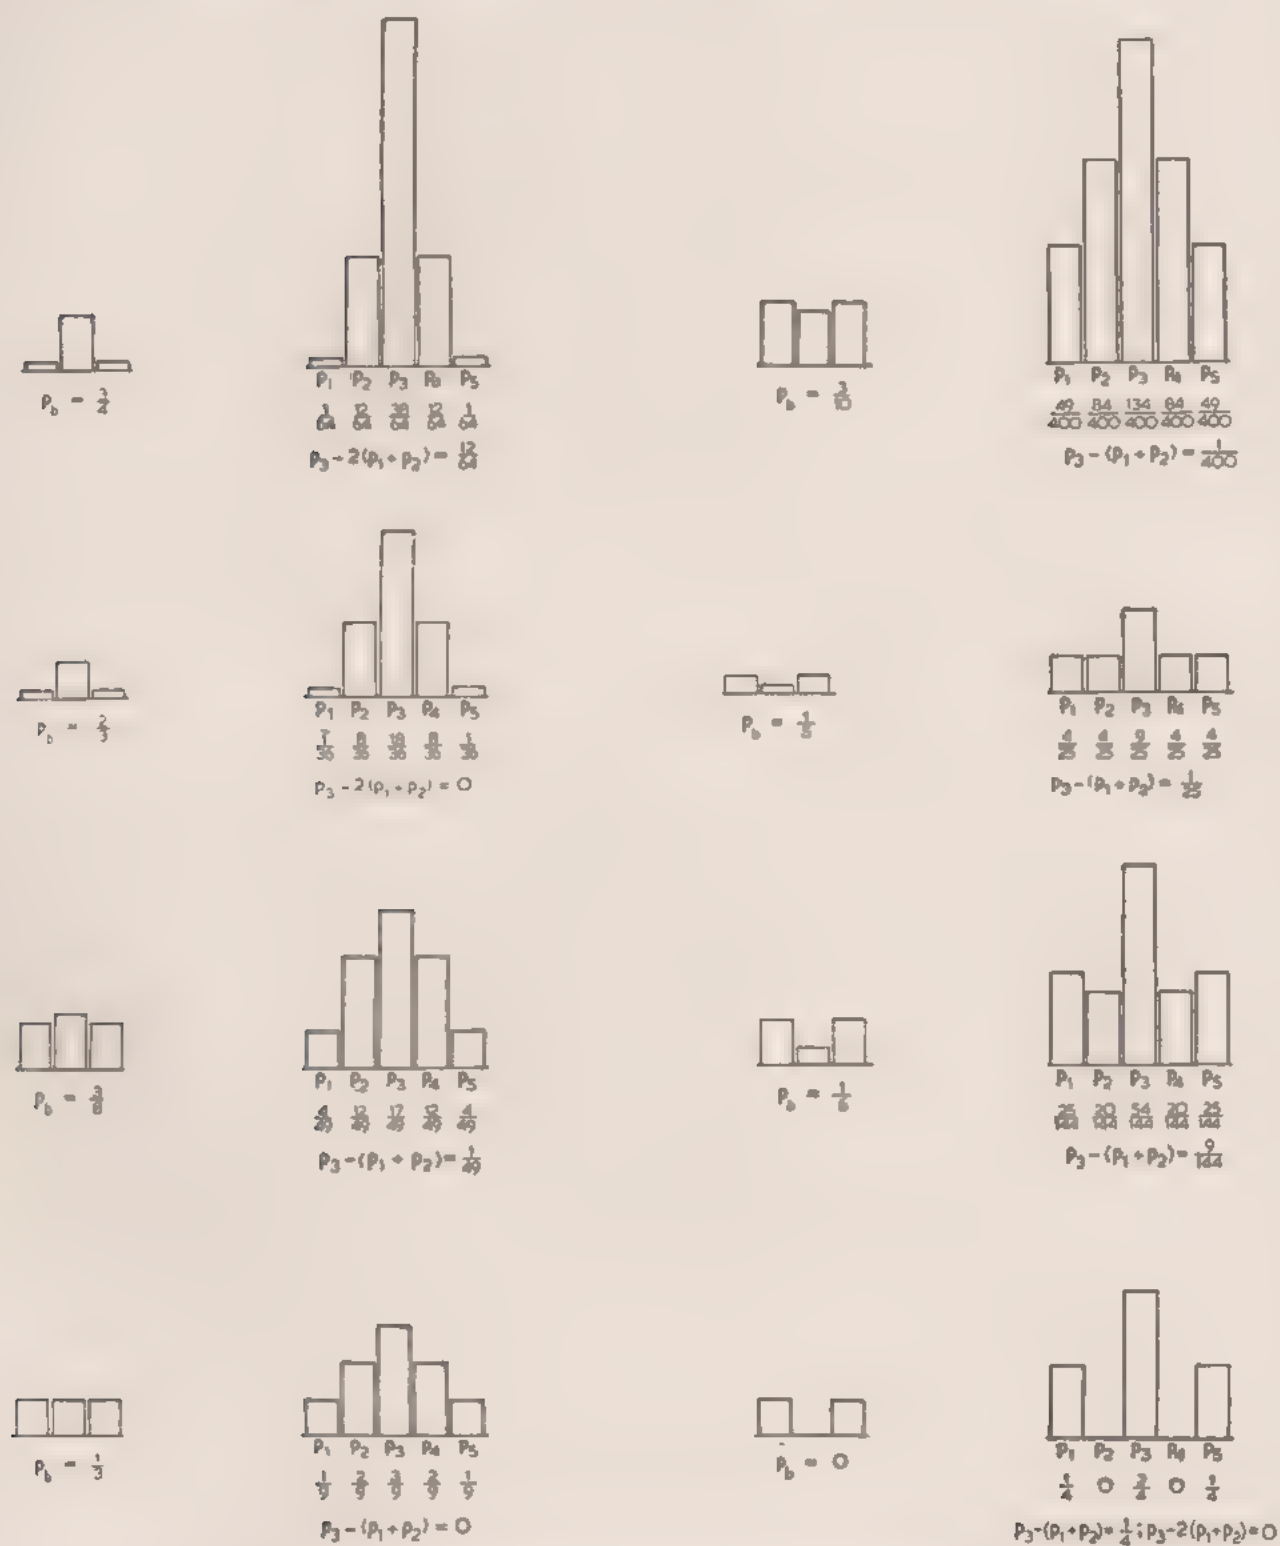 p₁ p₂ p₃ p₄ p₅
p_b = 3/4
1/64 12/64 38/64 12/64 1/64
p₃ - 2(p₁ + p₂) = 12/64
p₁ p₂ p₃ p₄ p₅
p_b = 3/10
49/400 84/400 134/400 84/400 49/400
p₃ - (p₁ + p₂) = 1/400
p₁ p₂ p₃ p₄ p₅
p_b = 2/3
1/36 8/36 18/36 8/36 1/36
p₃ - 2(p₁ + p₂) = 0
p₁ p₂ p₃ p₄ p₅
p_b = 1/5
4/25 4/25 9/25 4/25 4/25
p₃ - (p₁ + p₂) = 1/25
p₁ p₂ p₃ p₄ p₅
p_b = 3/8
4/49 12/49 17/49 12/49 4/49
p₃ - (p₁ + p₂) = 1/49
p₁ p₂ p₃ p₄ p₅
p_b = 1/6
25/144 20/144 54/144 20/144 25/144
p₃ - (p₁ + p₂) = 9/144
p₁ p₂ p₃ p₄ p₅
p_b = 1/3
1/9 2/9 3/9 2/9 1/9
p₃ - (p₁ + p₂) = 0
p₁ p₂ p₃ p₄ p₅
p_b = 0
1/4 0 2/4 0 1/4
p₃ - (p₁ + p₂) = 1/4 ; p₃ - 2(p₁ + p₂) = 0